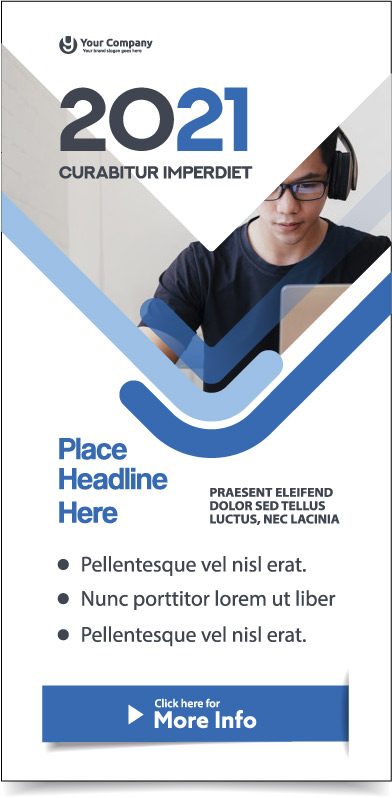 Your Company
Your brand slogan goes here
2021
CURABITUR IMPERDIET
Place
Headline
Here
PRAESENT ELEIFEND
DOLOR SED TELLUS
LUCTUS, NEC LACINIA
Pellentesque vel nisl erat.
Nunc porttitor lorem ut liber
Pellentesque vel nisl erat.
Click here for
More Info